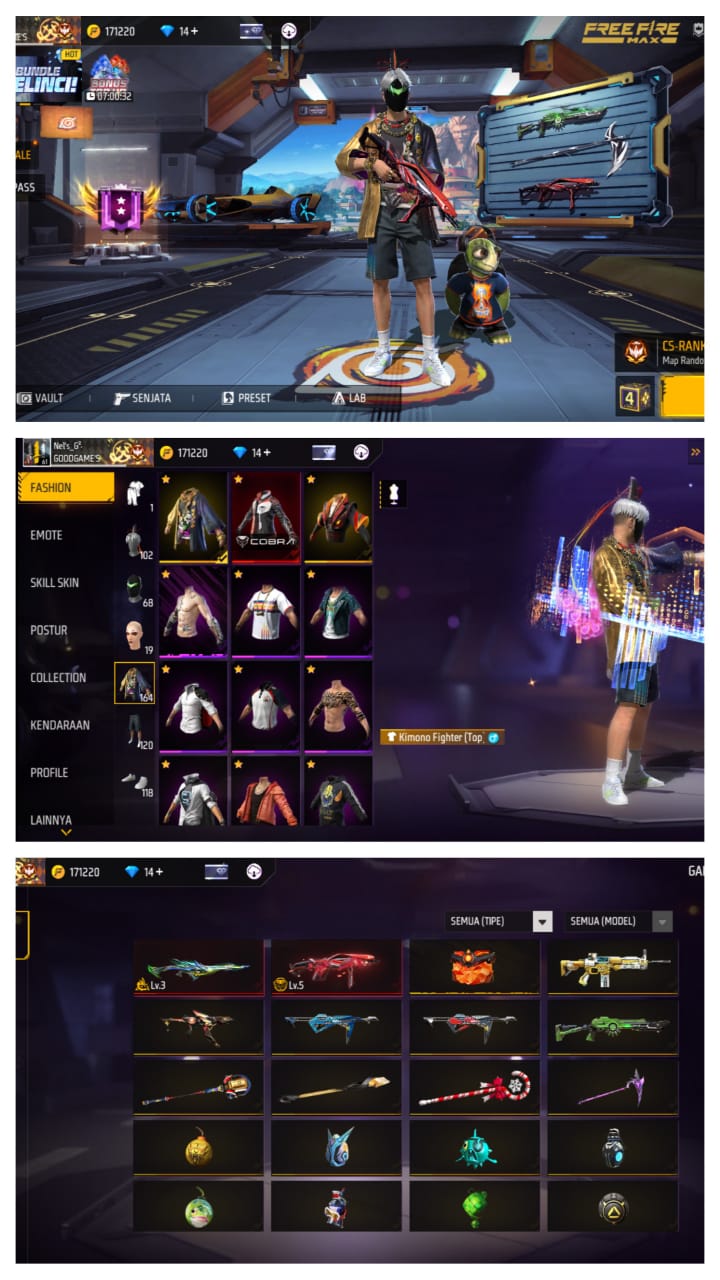 E'S
171220
14+
FREE FIRE
MAX
HOT
BUNDLE
ELINCI!
BONUS
07:00:32
ALE
PASS
CS-RANK
Map Rando
4
VAULT
SENJATA
PRESET
LAB
Nel's_G²-
GOODGAME'S
61
171220
14+
FASHION
EMOTE
SKILL SKIN
POSTUR
COLLECTION
KENDARAAN
PROFILE
LAINNYA
1
102
68
19
164
120
118
COBRA
Kimono Fighter (Top)
171220
14+
GA
SEMUA (TIPE)
SEMUA (MODEL)
Lv.3
Lv.5